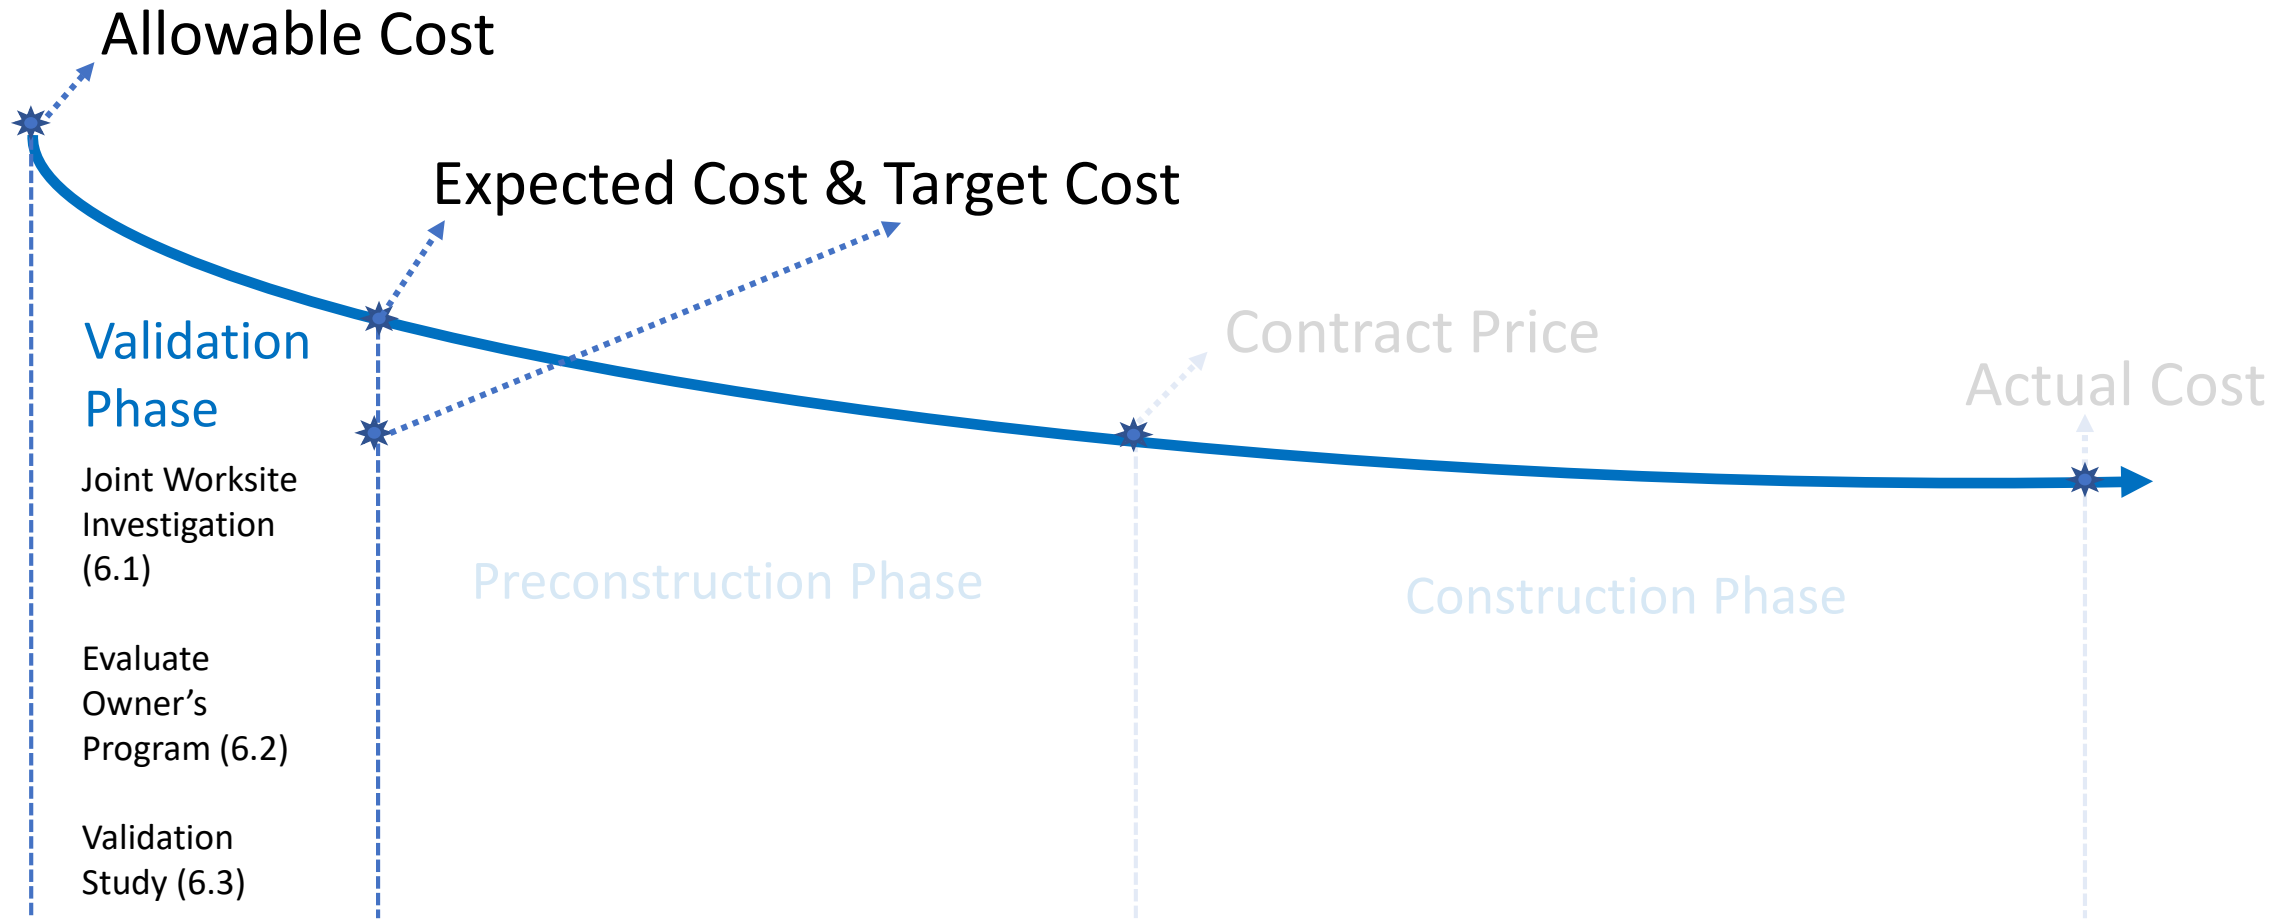 Allowable Cost
Expected Cost & Target Cost
Contract Price
Actual Cost
Validation
Phase
Joint Worksite
Investigation
(6.1)
Evaluate
Owner’s
Program (6.2)
Validation
Study (6.3)
Preconstruction Phase
Construction Phase